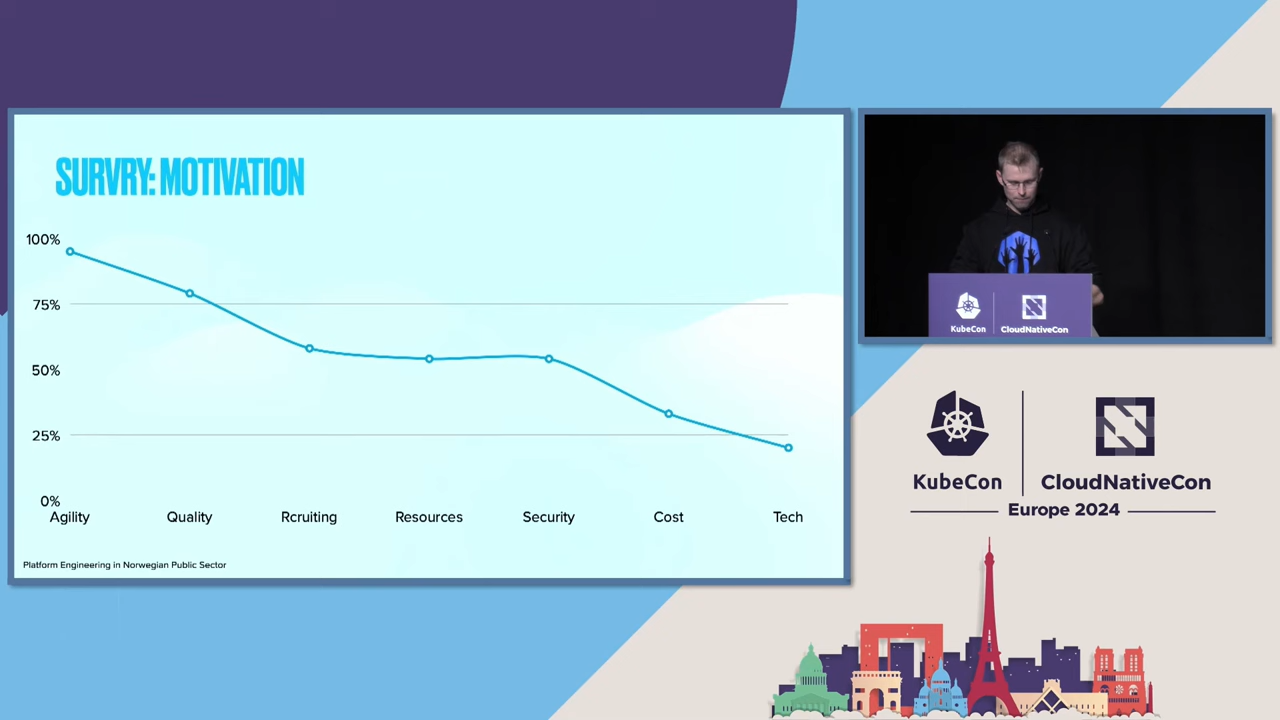 SURVRY: MOTIVATION
100%
75%
50%
25%
0%
Agility Quality Rcruiting Resources Security Cost Tech
Platform Engineering in Norwegian Public Sector
KubeCon CloudNativeCon
KubeCon CloudNativeCon
Europe 2024